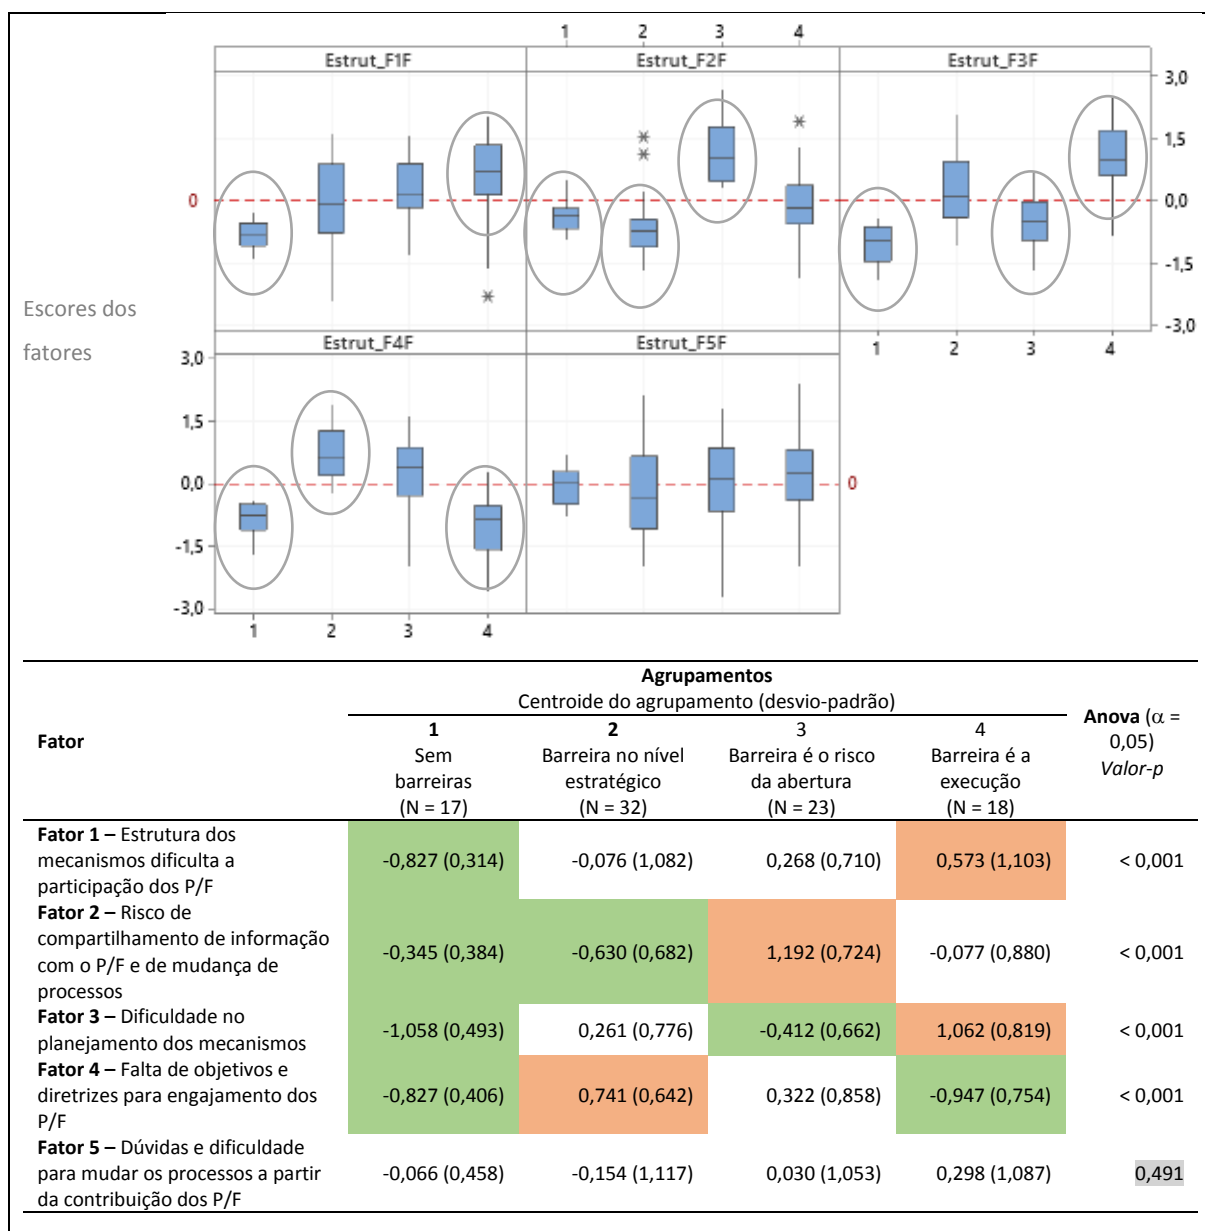 1 2 3 4
Estrut_F1F Estrut_F2F Estrut_F3F
3,0
1,5
0 0,0
-1,5
-3,0
Escores dos
fatores
1 2 3 4
Estrut_F4F Estrut_F5F
3,0
1,5
0,0 0
-1,5
-3,0
1 2 3 4
Agrupamentos
Centroide do agrupamento (desvio-padrão)
Fator
1
Sem
barreiras
(N = 17)
2
Barreira no nível
estratégico
(N = 32)
3
Barreira é o risco
da abertura
(N = 23)
4
Barreira é a
execução
(N = 18)
Anova (α =
0,05)
Valor-p
Fator 1 – Estrutura dos
mecanismos dificulta a
participação dos P/F
-0,827 (0,314) -0,076 (1,082) 0,268 (0,710) 0,573 (1,103) < 0,001
Fator 2 – Risco de
compartilhamento de informação
com o P/F e de mudança de
processos
-0,345 (0,384) -0,630 (0,682) 1,192 (0,724) -0,077 (0,880) < 0,001
Fator 3 – Dificuldade no
planejamento dos mecanismos
-1,058 (0,493) 0,261 (0,776) -0,412 (0,662) 1,062 (0,819) < 0,001
Fator 4 – Falta de objetivos e
diretrizes para engajamento dos
P/F
-0,827 (0,406) 0,741 (0,642) 0,322 (0,858) -0,947 (0,754) < 0,001
Fator 5 – Dúvidas e dificuldade
para mudar os processos a partir
da contribuição dos P/F
-0,066 (0,458) -0,154 (1,117) 0,030 (1,053) 0,298 (1,087) 0,491